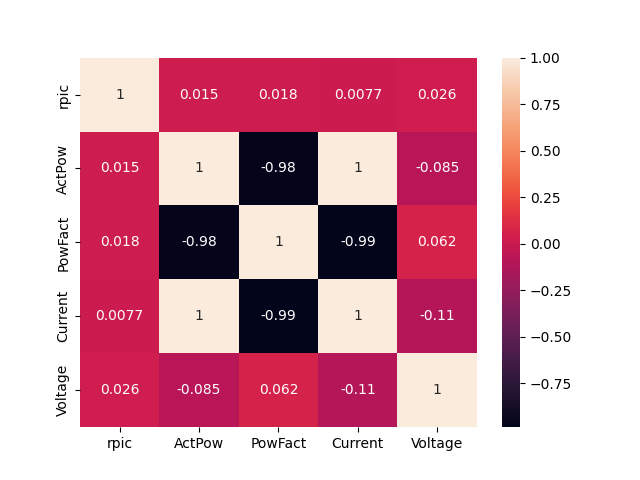 rpic 1 0.015 0.018 0.0077 0.026
ActPow 0.015 1 -0.98 1 -0.085
PowFact 0.018 -0.98 1 -0.99 0.062
Current 0.0077 1 -0.99 1 -0.11
Voltage 0.026 -0.085 0.062 -0.11 1
rpic ActPow PowFact Current Voltage
1.00
0.75
0.50
0.25
0.00
−0.25
−0.50
−0.75